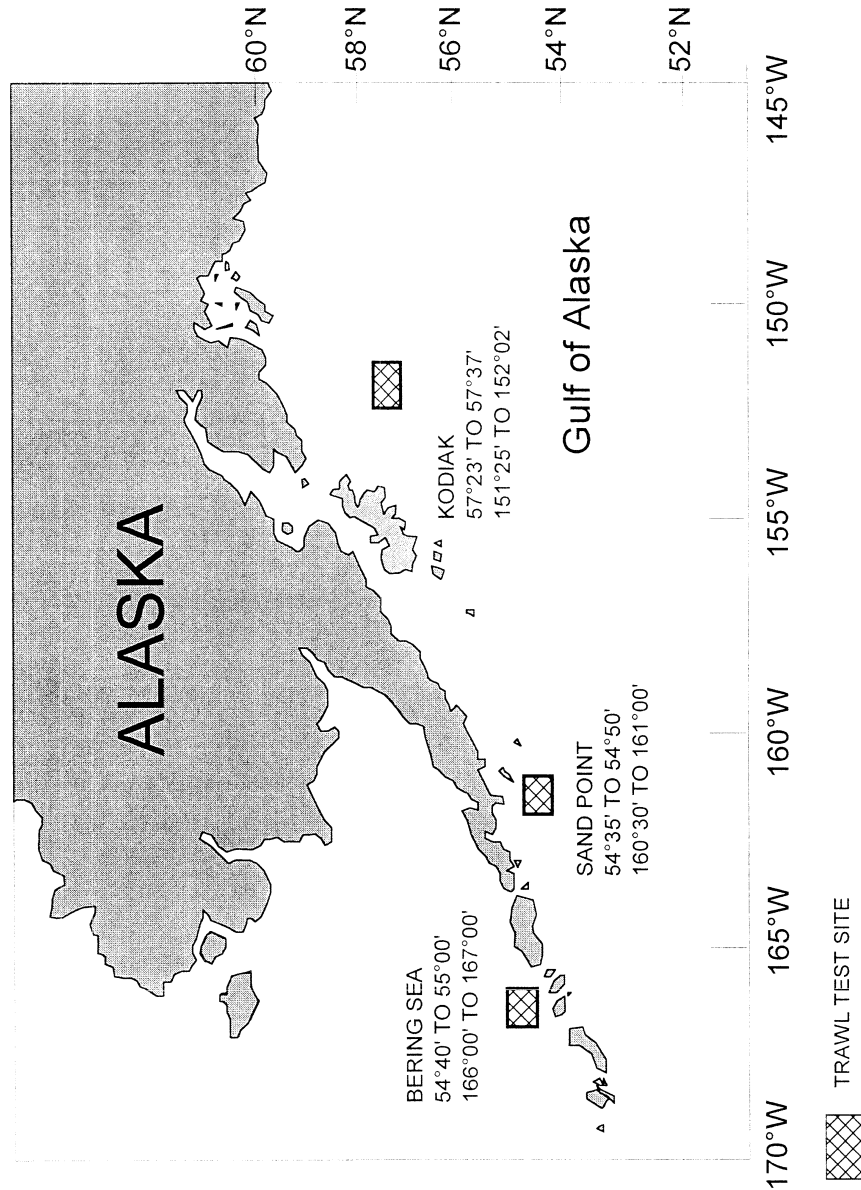 ALASKA
60°N
58°N
56°N
54°N
52°N
KODIAK
57°23' TO 57°37'
151°25' TO 152°02'
Gulf of Alaska
BERING SEA
54°40' TO 55°00'
166°00' TO 167°00'
SAND POINT
54°35' TO 54°50'
160°30' TO 161°00'
170°W
165°W
160°W
155°W
150°W
145°W
TRAWL TEST SITE